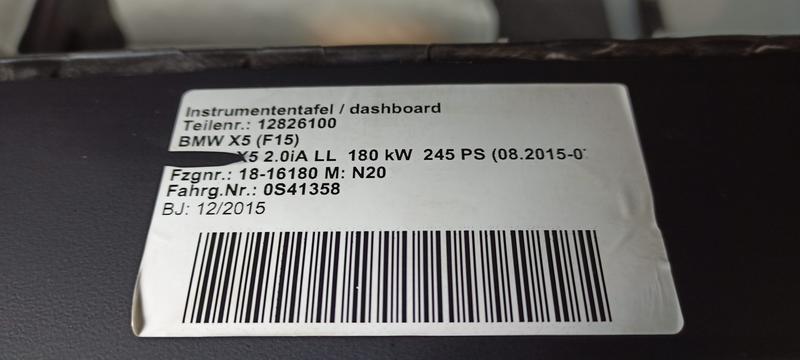 Instrumententafel / dashboard
Teilenr.: 12826100
BMW X5 (F15)
X5 2.0iA LL 180 kW 245 PS (08.2015-0
Fzgnr.: 18-16180 M: N20
Fahrg.Nr.: 0S41358
BJ: 12/2015